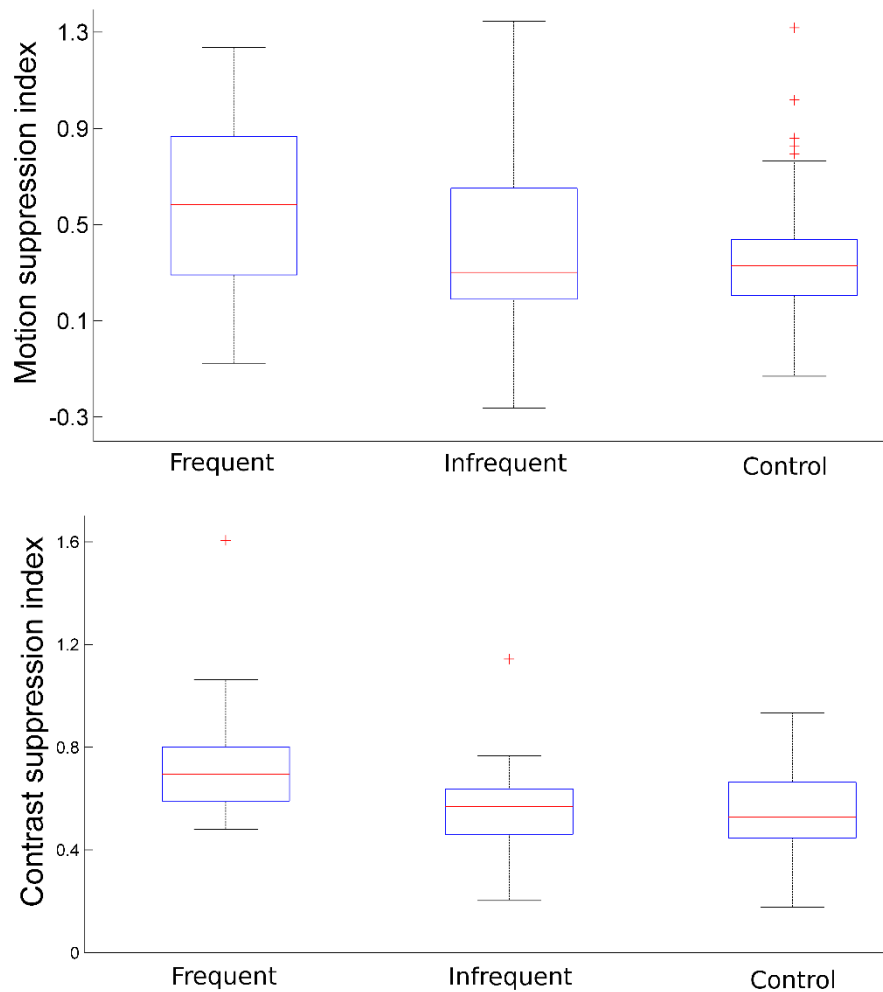 Motion suppression index
1.3
0.9
0.5
0.1
-0.3
Frequent Infrequent Control
Contrast suppression index
1.6
1.2
0.8
0.4
0
Frequent Infrequent Control